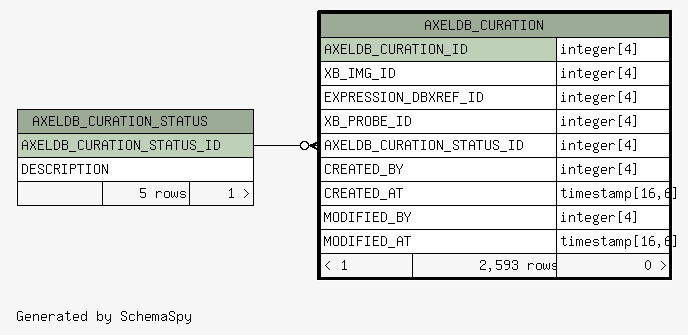 AXELDB_CURATION_STATUS
AXELDB_CURATION_STATUS_ID
DESCRIPTION
5 rows 1 >
AXELDB_CURATION
AXELDB_CURATION_ID integer[4]
XB_IMG_ID integer[4]
EXPRESSION_DBXREF_ID integer[4]
XB_PROBE_ID integer[4]
AXELDB_CURATION_STATUS_ID integer[4]
CREATED_BY integer[4]
CREATED_AT timestamp[16,6]
MODIFIED_BY integer[4]
MODIFIED_AT timestamp[16,6]
< 1 2,593 rows 0 >
Generated by SchemaSpy